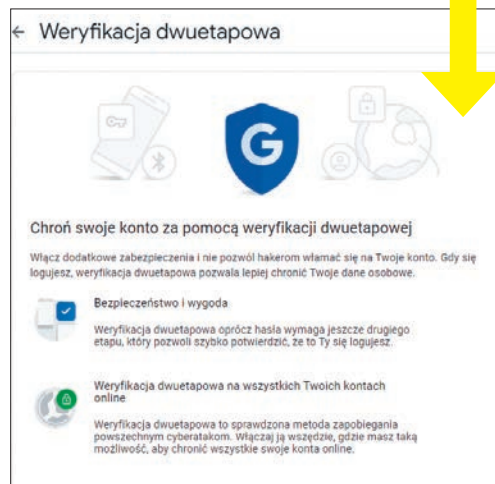 ← Weryfikacja dwuetapowa
G
Chroń swoje konto za pomocą weryfikacji dwuetapowej
Włącz dodatkowe zabezpieczenia i nie pozwól hakerom włamać się na Twoje konto. Gdy się
logujesz, weryfikacja dwuetapowa pozwala lepiej chronić Twoje dane osobowe.
Bezpieczeństwo i wygoda
Weryfikacja dwuetapowa oprócz hasła wymaga jeszcze drugiego
etapu, który pozwoli szybko potwierdzić, że to Ty się logujesz.
Weryfikacja dwuetapowa na wszystkich Twoich kontach
online
Weryfikacja dwuetapowa to sprawdzona metoda zapobiegania
powszechnym cyberatakom. Włączaj ją wszędzie, gdzie masz taką
możliwość, aby chronić wszystkie swoje konta online.